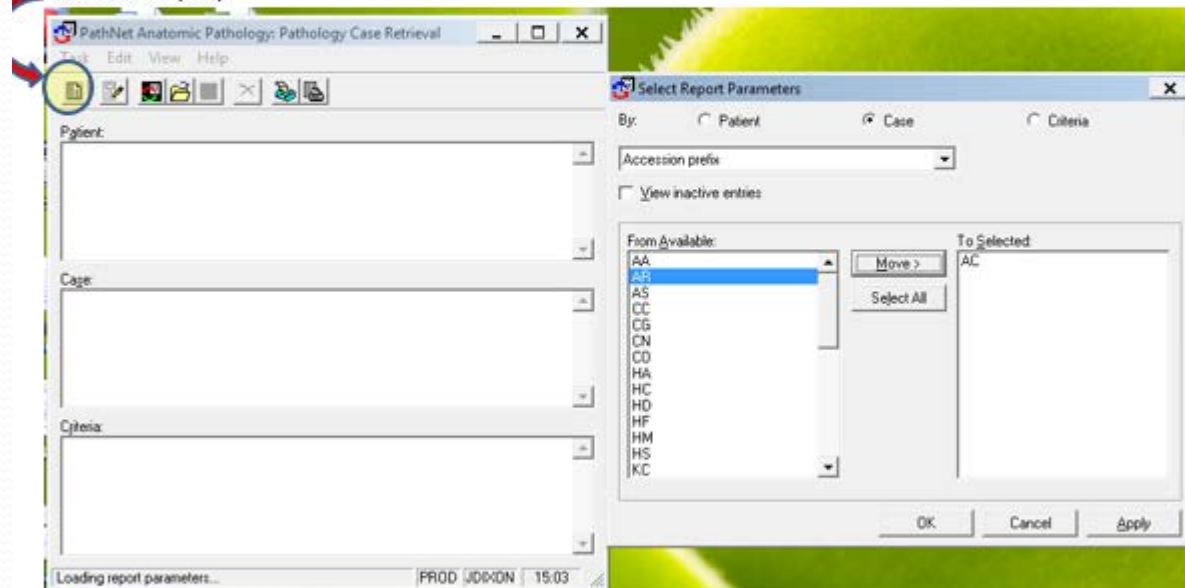 PathNet Anatomic Pathology: Pathology Case Retrieval
Task Edit View Help
Patient:
Case:
Criteria:
Loading report parameters...
PROD JDIXON 15:03
Select Report Parameters
By: Patient Case Criteria
Accession prefix
View inactive entries
From Available:
AA
AR
AS
CC
CG
CN
CO
HA
HC
HD
HF
HM
HS
KC
Move >
Select All
To Selected:
AC
OK Cancel Apply